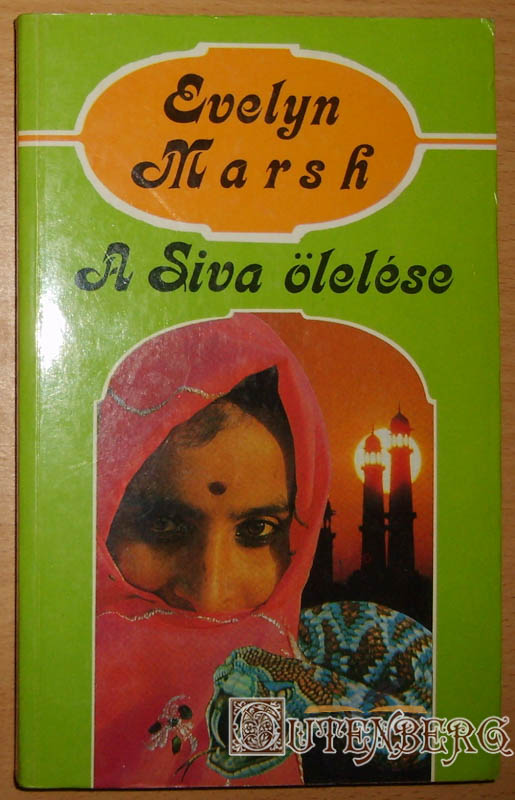 Evelyn
Marsh
A Siva ölelése
GUTENBERG